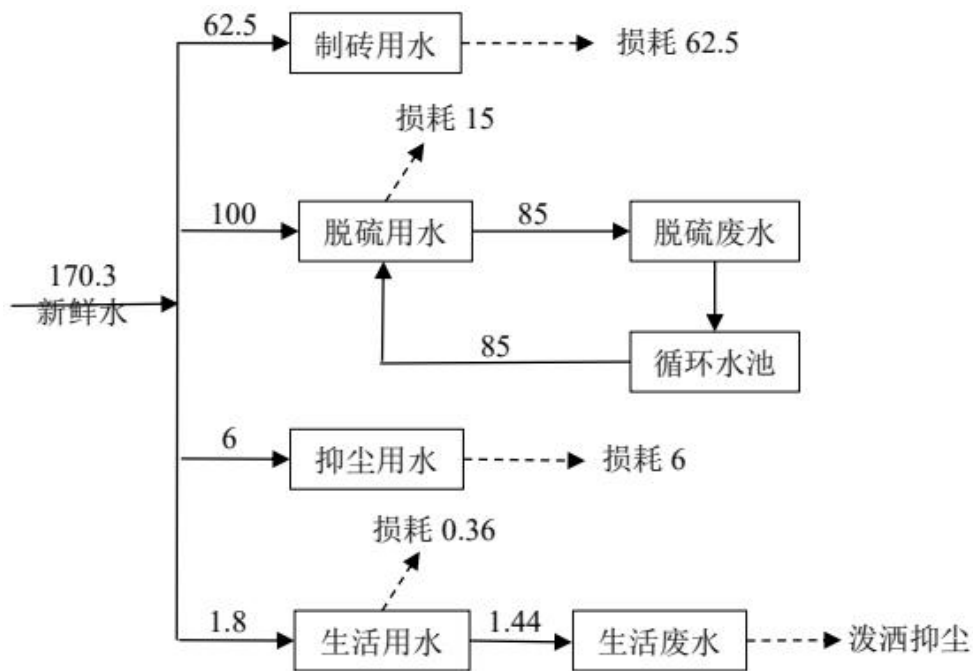 62.5
制砖用水
损耗 62.5
损耗 15
100
脱硫用水
85
脱硫废水
170.3
新鲜水
85
循环水池
6
抑尘用水
损耗 6
损耗 0.36
1.8
生活用水
1.44
生活废水
泼洒抑尘